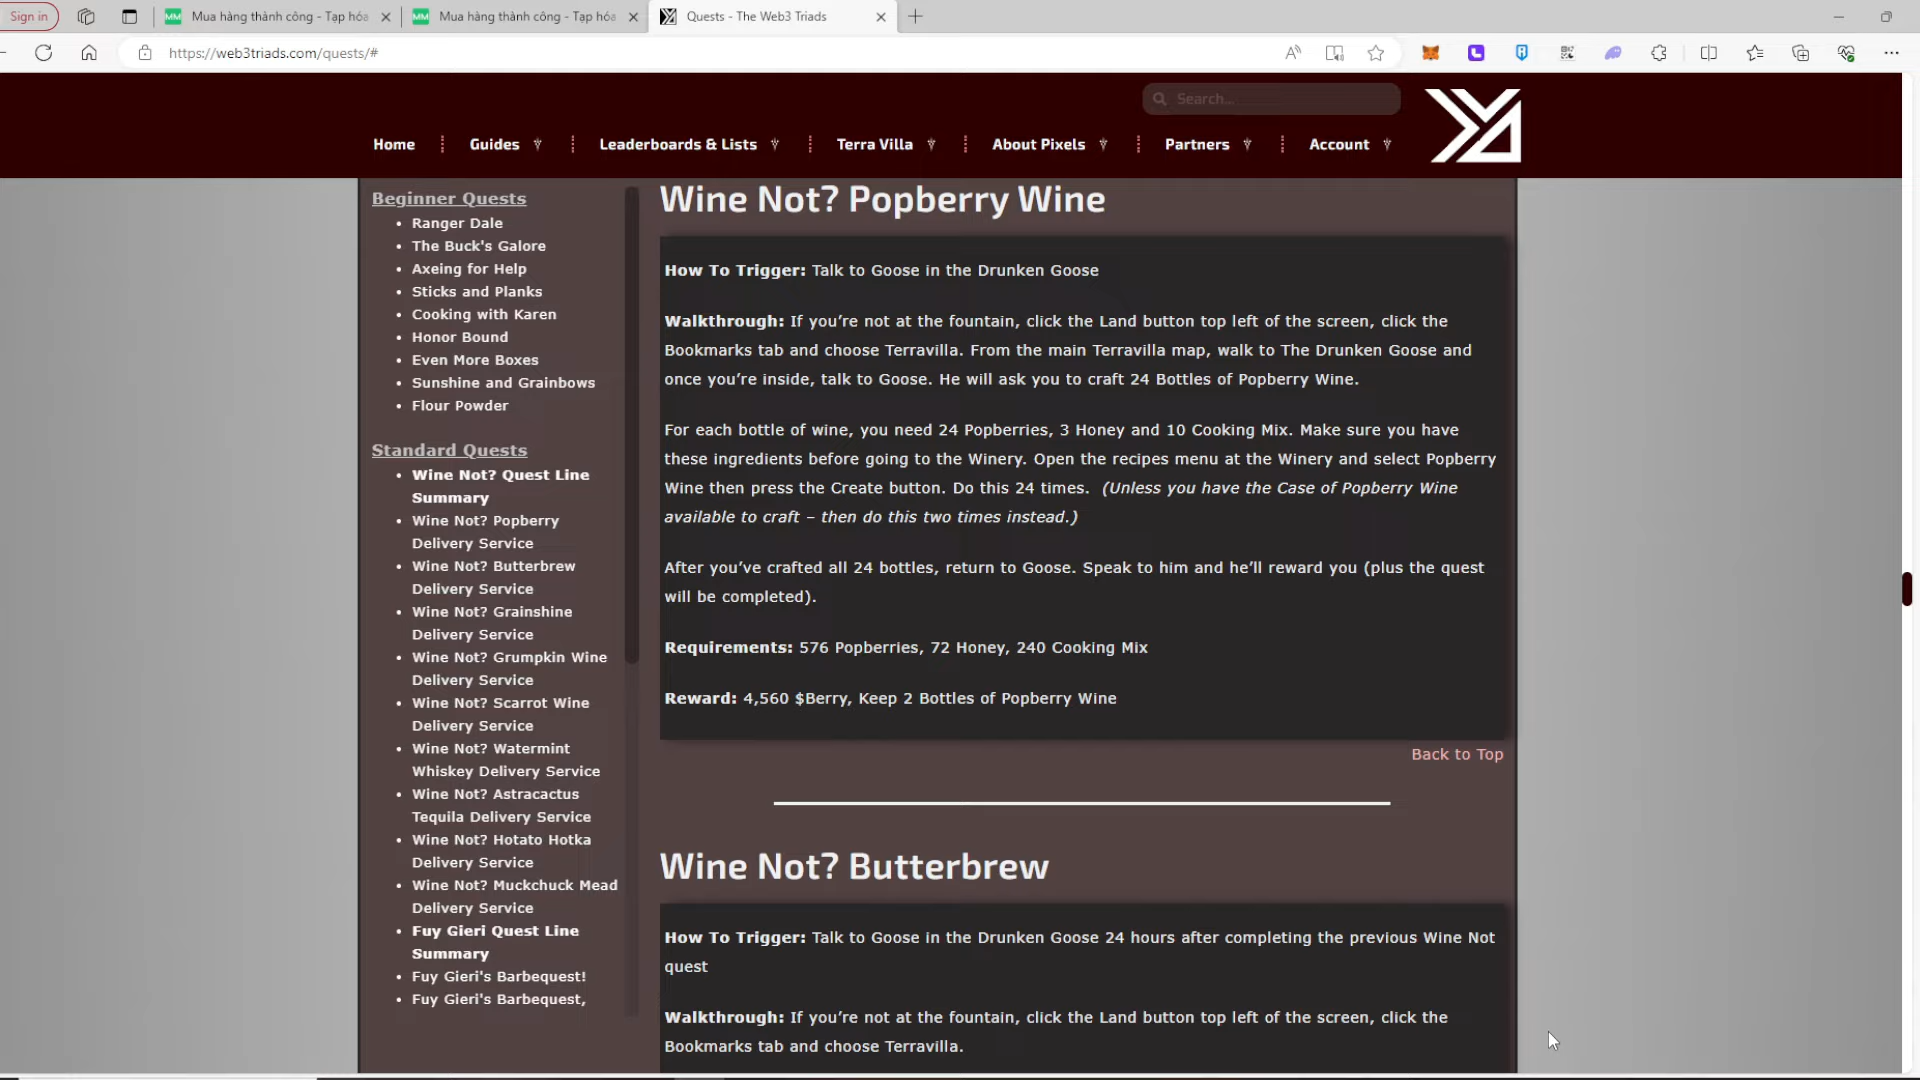 Sign in
Mua hàng thành công - Tạp hóa
Mua hàng thành công - Tạp hóa
Quests - The Web3 Triads
https://web3triads.com/quests/#
Search...
Home
Guides
Leaderboards & Lists
Terra Villa
About Pixels
Partners
Account
Beginner Quests
Ranger Dale
The Buck's Galore
Axeing for Help
Sticks and Planks
Cooking with Karen
Honor Bound
Even More Boxes
Sunshine and Grainbows
Flour Powder
Standard Quests
Wine Not? Quest Line
Summary
Wine Not? Popberry
Delivery Service
Wine Not? Butterbrew
Delivery Service
Wine Not? Grainshine
Delivery Service
Wine Not? Grumpkin Wine
Delivery Service
Wine Not? Scarrot Wine
Delivery Service
Wine Not? Watermint
Whiskey Delivery Service
Wine Not? Astracactus
Tequila Delivery Service
Wine Not? Hotato Hotka
Delivery Service
Wine Not? Muckchuck Mead
Delivery Service
Fuy Gieri Quest Line
Summary
Fuy Gieri's Barbequest!
Fuy Gieri's Barbequest,
Wine Not? Popberry Wine
How To Trigger: Talk to Goose in the Drunken Goose
Walkthrough: If you’re not at the fountain, click the Land button top left of the screen, click the
Bookmarks tab and choose Terravilla. From the main Terravilla map, walk to The Drunken Goose and
once you’re inside, talk to Goose. He will ask you to craft 24 Bottles of Popberry Wine.
For each bottle of wine, you need 24 Popberries, 3 Honey and 10 Cooking Mix. Make sure you have
these ingredients before going to the Winery. Open the recipes menu at the Winery and select Popberry
Wine then press the Create button. Do this 24 times. (Unless you have the Case of Popberry Wine
available to craft – then do this two times instead.)
After you’ve crafted all 24 bottles, return to Goose. Speak to him and he’ll reward you (plus the quest
will be completed).
Requirements: 576 Popberries, 72 Honey, 240 Cooking Mix
Reward: 4,560 $Berry, Keep 2 Bottles of Popberry Wine
Back to Top
Wine Not? Butterbrew
How To Trigger: Talk to Goose in the Drunken Goose 24 hours after completing the previous Wine Not
quest
Walkthrough: If you’re not at the fountain, click the Land button top left of the screen, click the
Bookmarks tab and choose Terravilla.